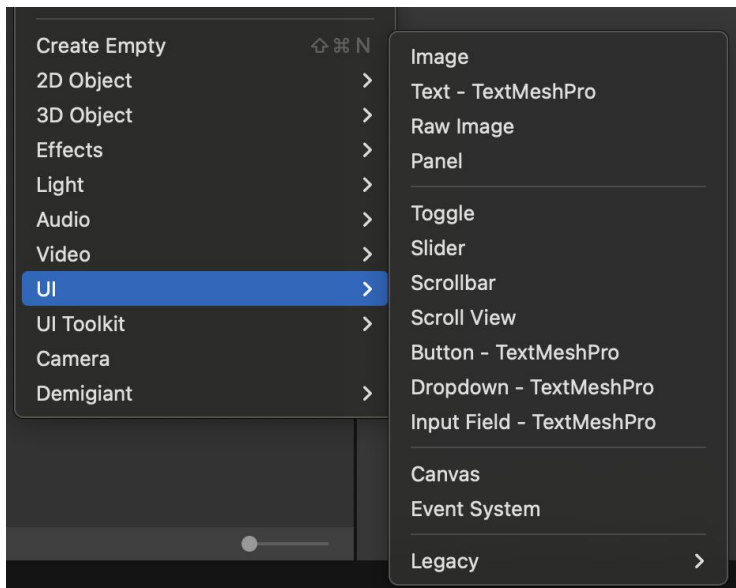 Create Empty ⇧⌘N
2D Object
3D Object
Effects
Light
Audio
Video
UI
UI Toolkit
Camera
Demigiant
Image
Text - TextMeshPro
Raw Image
Panel
Toggle
Slider
Scrollbar
Scroll View
Button - TextMeshPro
Dropdown - TextMeshPro
Input Field - TextMeshPro
Canvas
Event System
Legacy